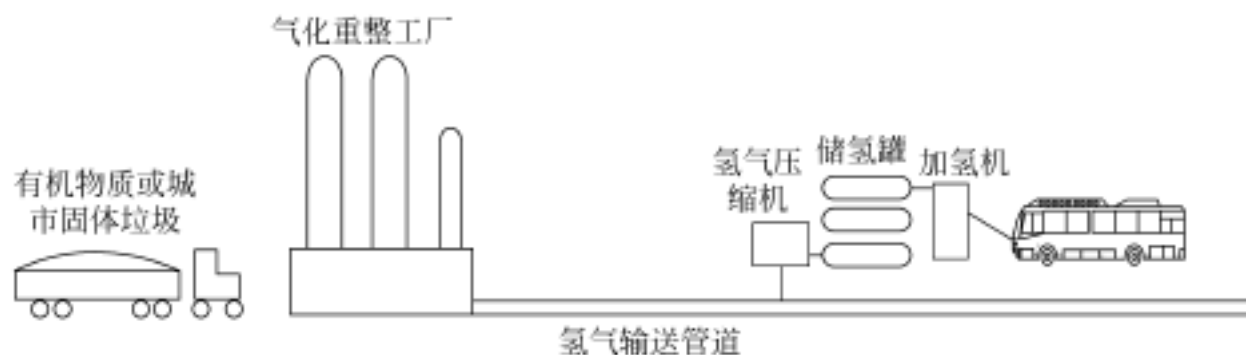 气化重整工厂
有机物质或城
市固体垃圾
氢气压
缩机
储氢罐
加氢机
氢气输送管道